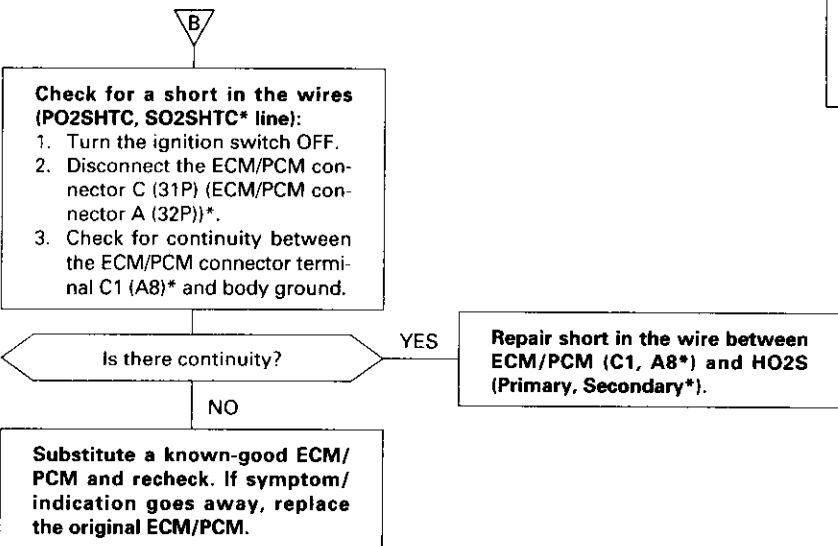 B
Check for a short in the wires
(PO2SHTC, SO2SHTC* line):
1. Turn the ignition switch OFF.
2. Disconnect the ECM/PCM con-
nector C (31P) (ECM/PCM con-
nector A (32P))*.
3. Check for continuity between
the ECM/PCM connector termi-
nal C1 (A8)* and body ground.
Is there continuity?
YES
Repair short in the wire between
ECM/PCM (C1, A8*) and HO2S
(Primary, Secondary*).
NO
Substitute a known-good ECM/
PCM and recheck. If symptom/
indication goes away, replace
the original ECM/PCM.